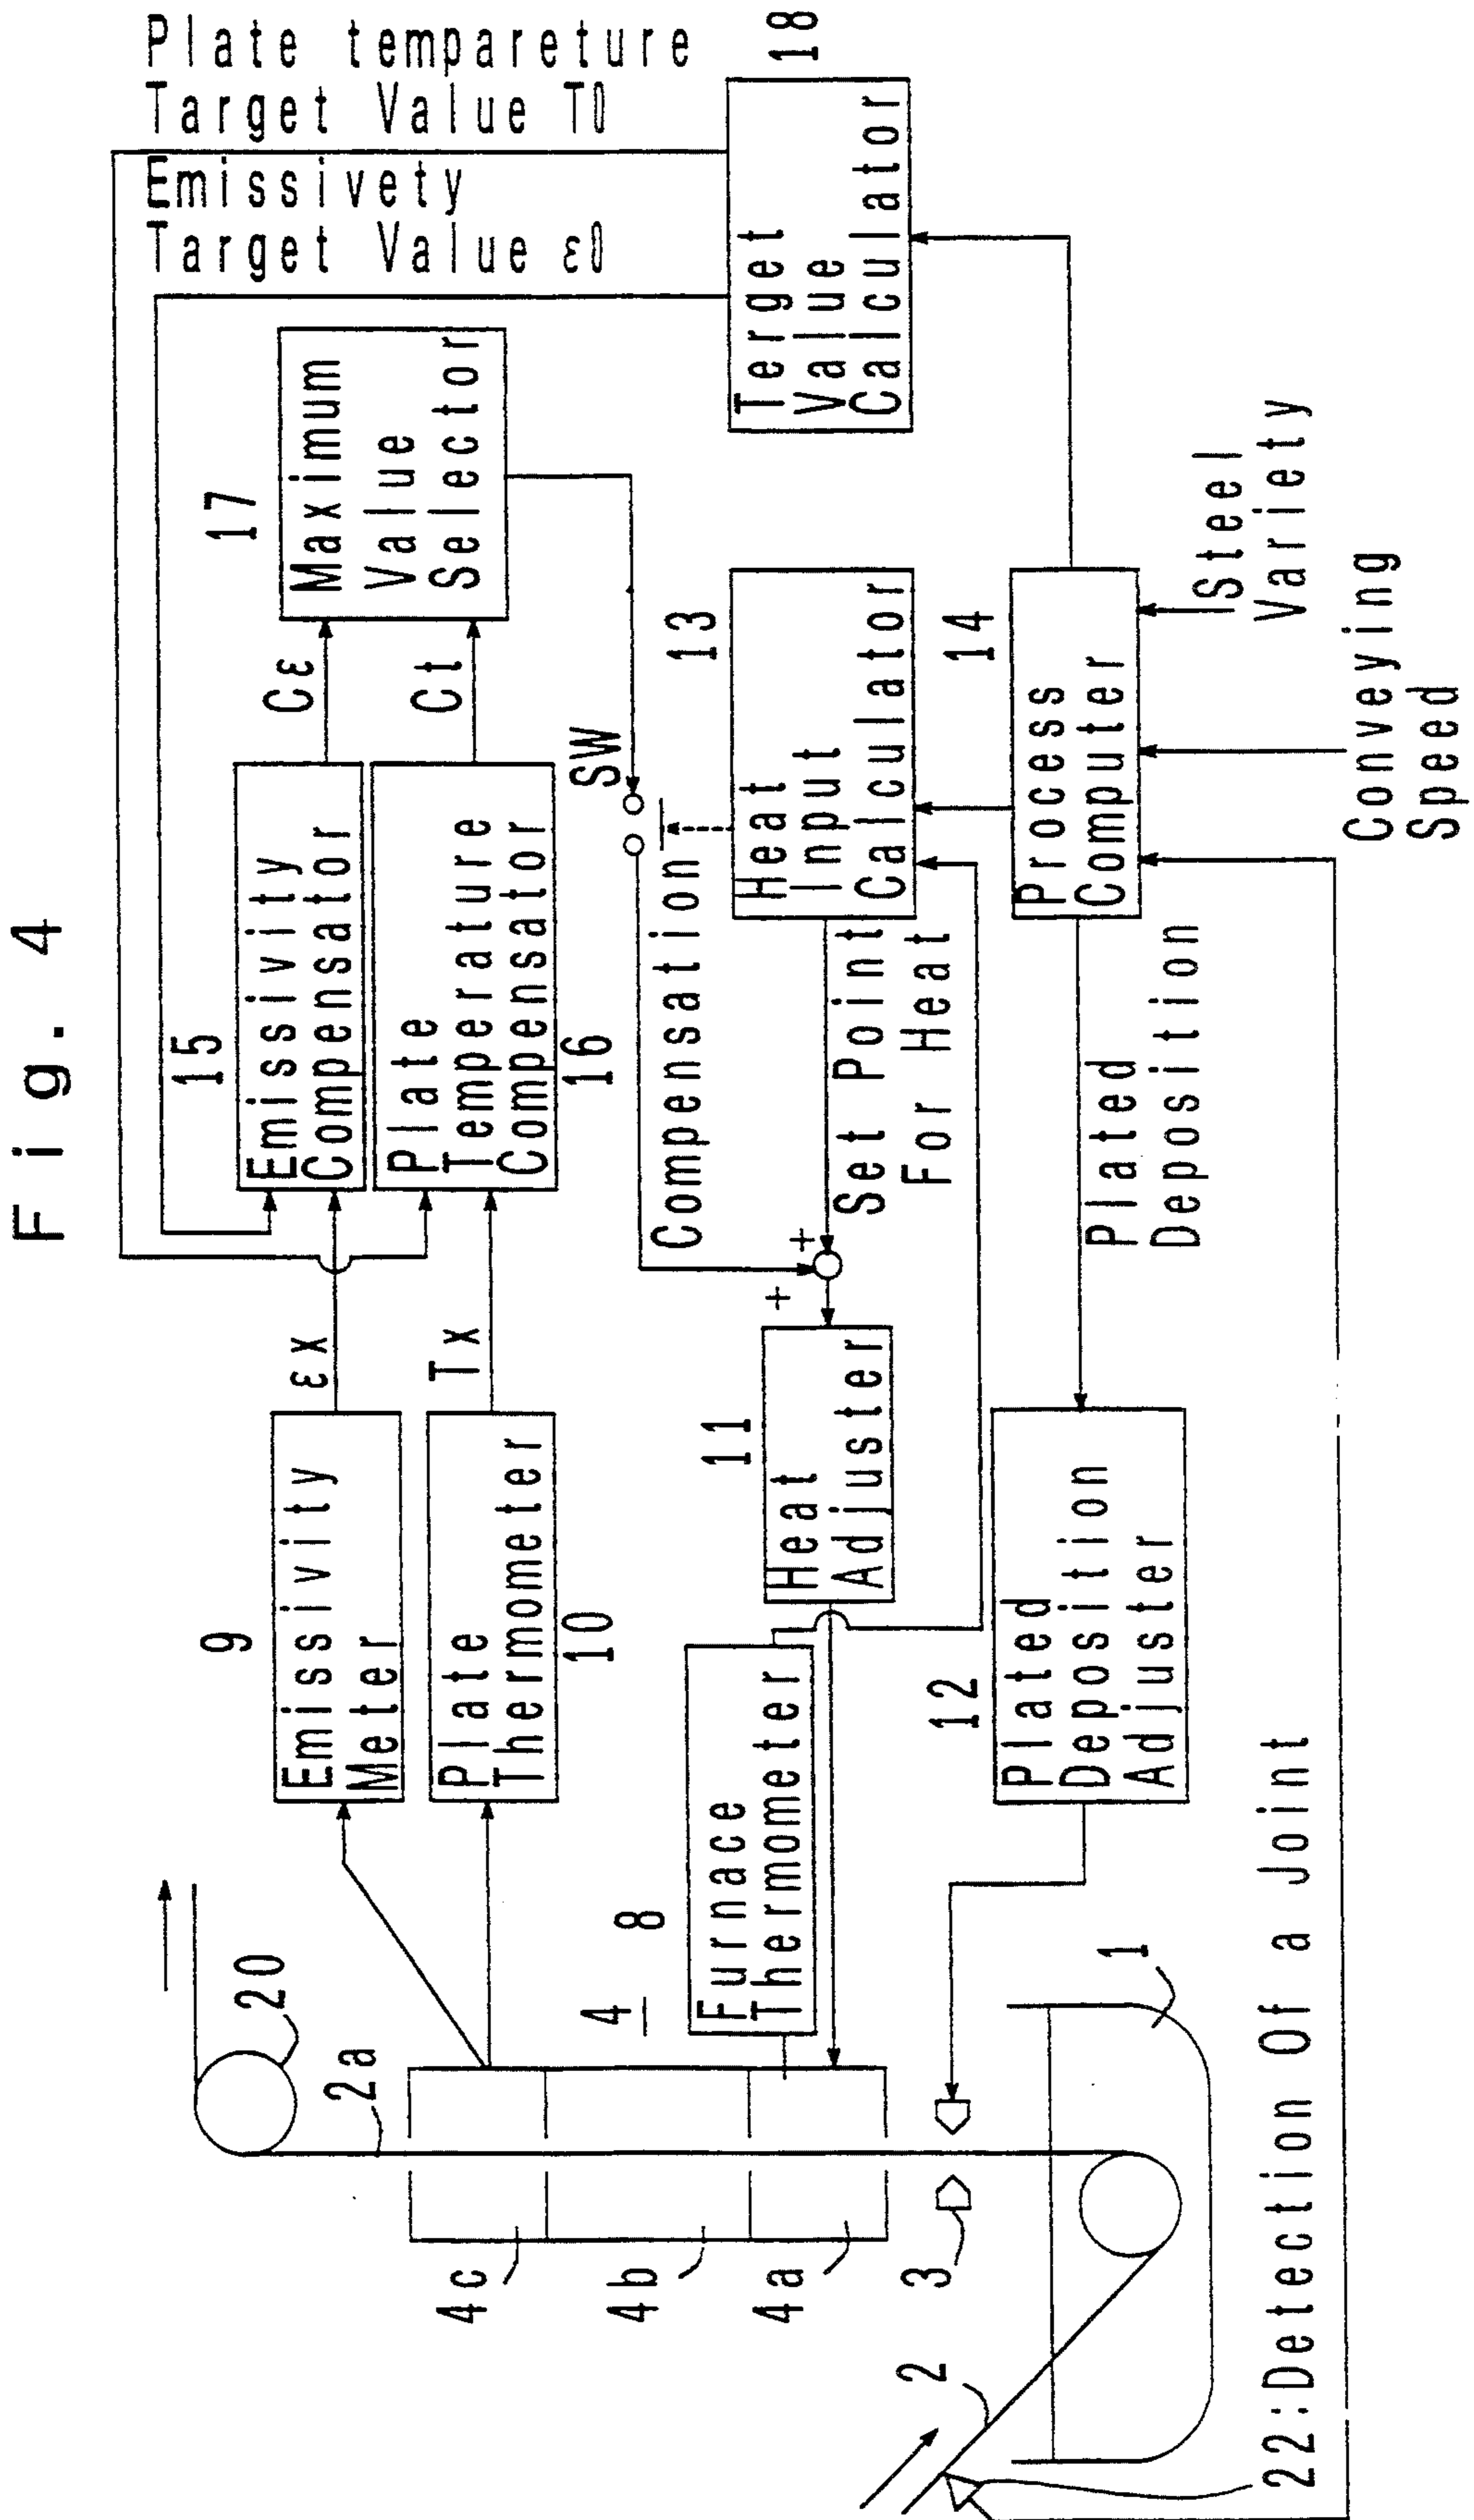 Fig. 4
Plate tempareture
Target Value T0
Emissivety
Target Value ε0
15
Emissivity
Compensator
Cε
17
Maximum
Value
Selector
Plate
Temperature
Compensator
16
Ct
9
Emissivity
Meter
εx
Plate
Thermometer
10
Tx
SW
Compensation
20
2a
4
8
Furnace
Thermometer
11
Heat
Adjuster
+
+
Set Point
For Heat
13
Heat
Input
Calculator
18
Terget
Value
Calculator
4c
4b
4a
3
12
Plated
Deposition
Adjuster
Plated
Deposition
14
Process
Computer
Steel
Variety
Conveying
Speed
2
1
22:Detection Of a Joint